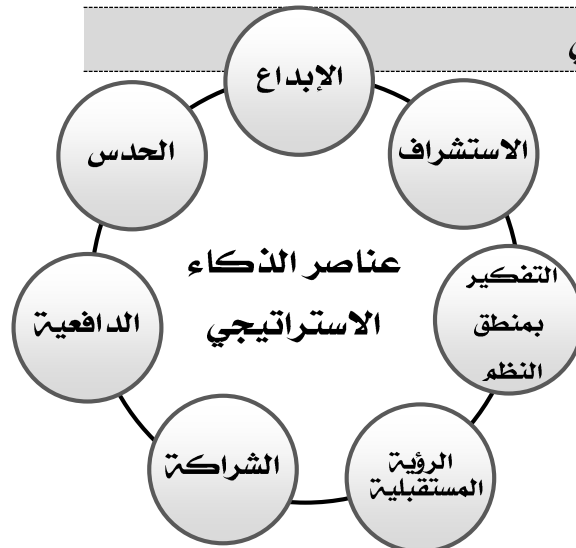 الإبداع
الاستشراف
التفكير
بمنطق
النظم
الرؤية
المستقبلية
الشراكة
الدافعية
الحدس
عناصر الذكاء
الاستراتيجي